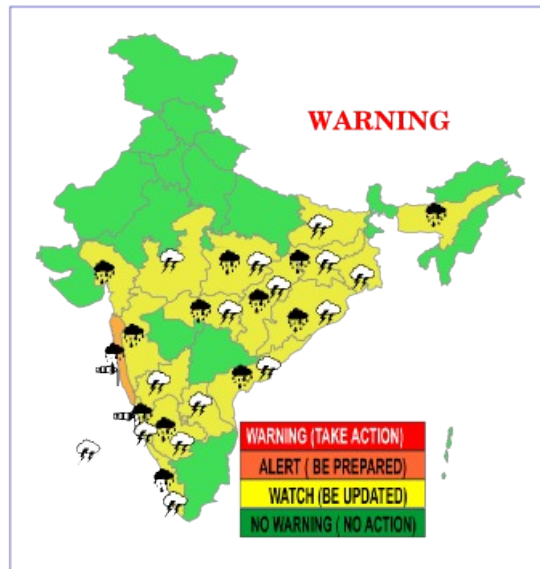 WARNING
WARNING (TAKE ACTION)
ALERT ( BE PREPARED)
WATCH (BE UPDATED)
NO WARNING ( NO ACTION)